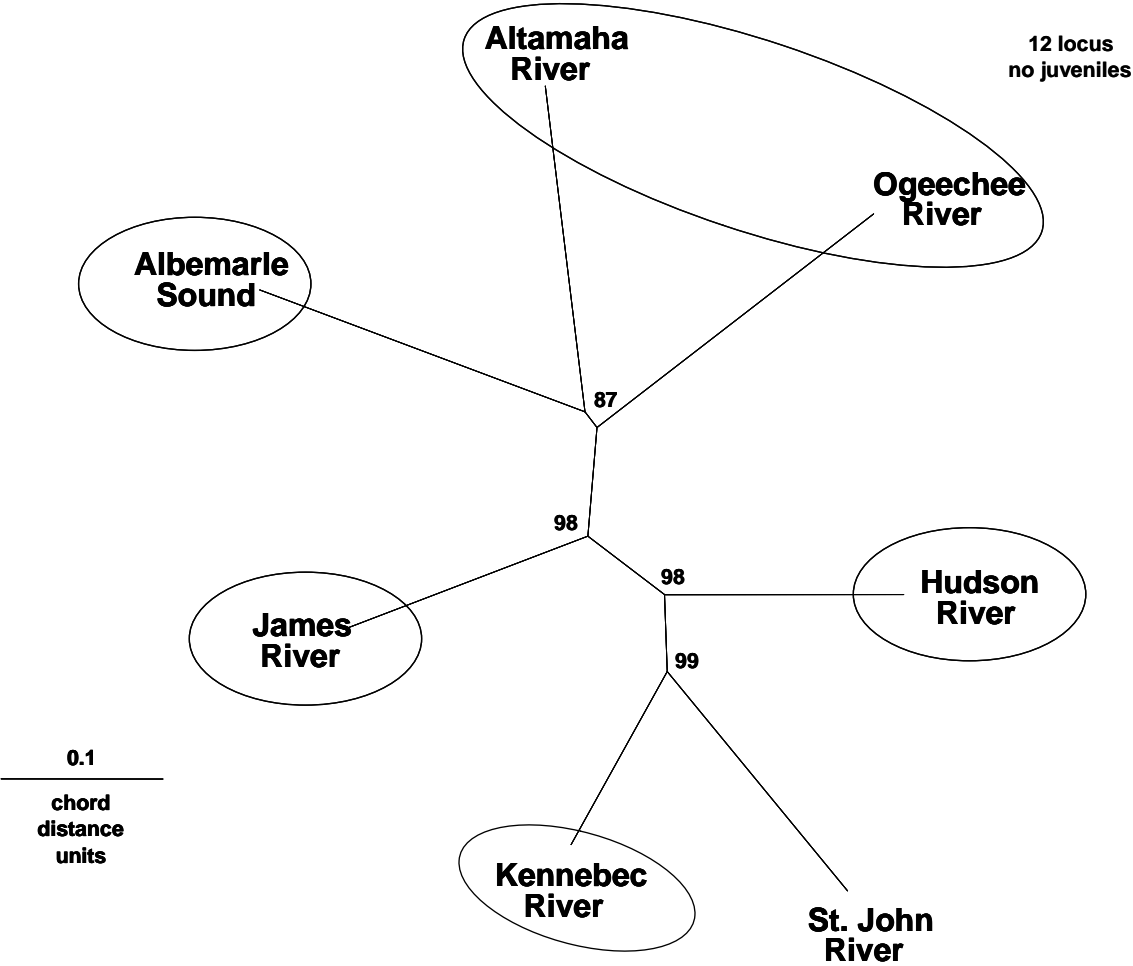 Altamaha
River
12 locus
no juveniles
Ogeechee
River
Albemarle
Sound
87
98
98
Hudson
River
James
River
99
0.1
chord
distance
units
Kennebec
River
St. John
River